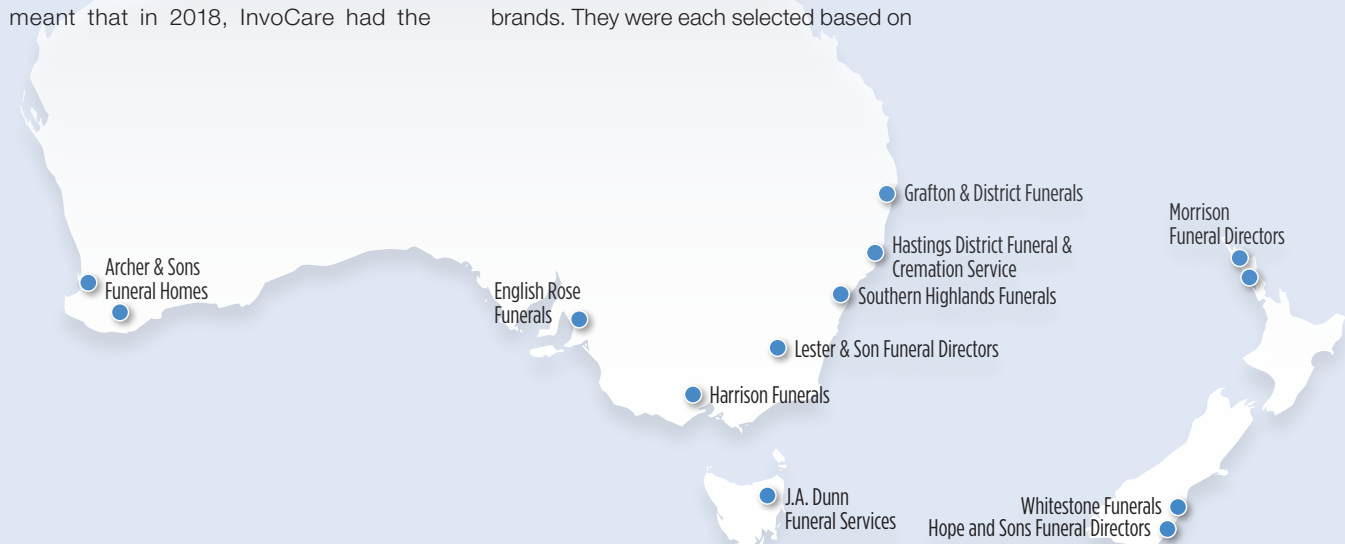 meant that in 2018, InvoCare had the
brands. They were each selected based on
Grafton & District Funerals
Morrison
Funeral Directors
Hastings District Funeral &
Cremation Service
Archer & Sons
Funeral Homes
English Rose
Funerals
Southern Highlands Funerals
Lester & Son Funeral Directors
Harrison Funerals
J.A. Dunn
Funeral Services
Whitestone Funerals
Hope and Sons Funeral Directors